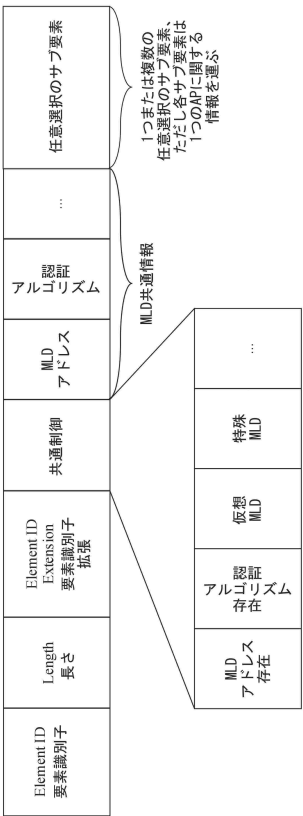 Element ID
要素識別子
Length
長さ
Element ID
Extension
要素識別子
拡張
共通制御
MLD
アドレス
認証
アルゴリズム
...
任意選択のサブ要素
MLD共通情報
1つまたは複数の
任意選択のサブ要素、
ただし各サブ要素は
1つのAPに関する
情報を運ぶ
MLD
アドレス
存在
認証
アルゴリズム
存在
仮想
MLD
特殊
MLD
...